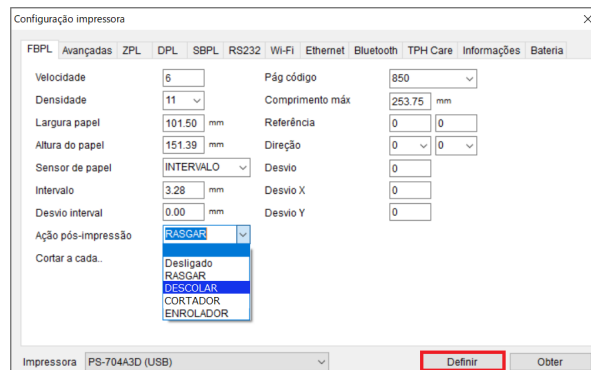 Configuração impressora
FBPL Avançadas ZPL DPL SBPL RS232 Wi-Fi Ethernet Bluetooth TPH Care Informações Bateria
Velocidade 6 Pág código 850
Densidade 11 Comprimento máx 253.75 mm
Largura papel 101.50 mm Referência 0 0
Altura do papel 151.39 mm Direção 0 0
Sensor de papel INTERVALO Desvio 0
Intervalo 3.28 mm Desvio X 0
Desvio interval 0.00 mm Desvio Y 0
Ação pós-impressão RASGAR
Cortar a cada..
Desligado
RASGAR
DESCOLAR
CORTADOR
ENROLADOR
Impressora PS-704A3D (USB) Definir Obter